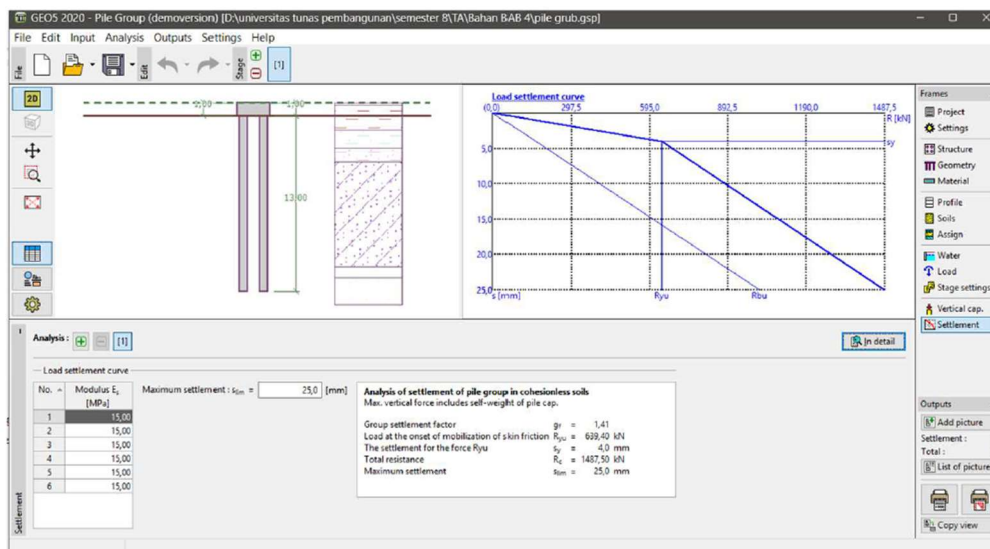 GEO5 2020 - Pile Group (demoversion) [D:\universitas tunas pembangunan\semester 8\TA\Bahan BAB 4\pile grub.gsp]
File Edit Input Analysis Outputs Settings Help
File
Edit
Stage
[1]
2D
1,00
1,00
13,00
Load settlement curve
(0,0) 297,5 595,0 892,5 1190,0 1487,5
R [kN]
sy
5,0
10,0
15,0
20,0
25,0
s [mm]
Ryu
Rbu
Frames
Project
Settings
Structure
Geometry
Material
Profile
Soils
Assign
Water
Load
Stage settings
Vertical cap.
Settlement
Analysis : [1]
In detail
Load settlement curve
No. Modulus Es
[MPa]
1 15,00
2 15,00
3 15,00
4 15,00
5 15,00
6 15,00
Maximum settlement : slim = 25,0 [mm]
Analysis of settlement of pile group in cohesionless soils
Max. vertical force includes self-weight of pile cap.
Group settlement factor gf = 1,41
Load at the onset of mobilization of skin friction Ryu = 639,40 kN
The settlement for the force Ryu sy = 4,0 mm
Total resistance Rc = 1487,50 kN
Maximum settlement slim = 25,0 mm
Settlement
Outputs
Add picture
Settlement :
Total :
List of picture
Copy view